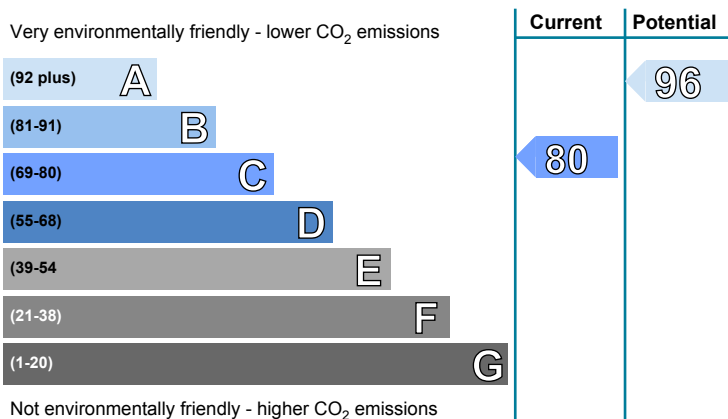 Current Potential
Very environmentally friendly - lower CO2 emissions
(92 plus) A 96
(81-91) B
(69-80) C 80
(55-68) D
(39-54 E
(21-38) F
(1-20) G
Not environmentally friendly - higher CO2 emissions